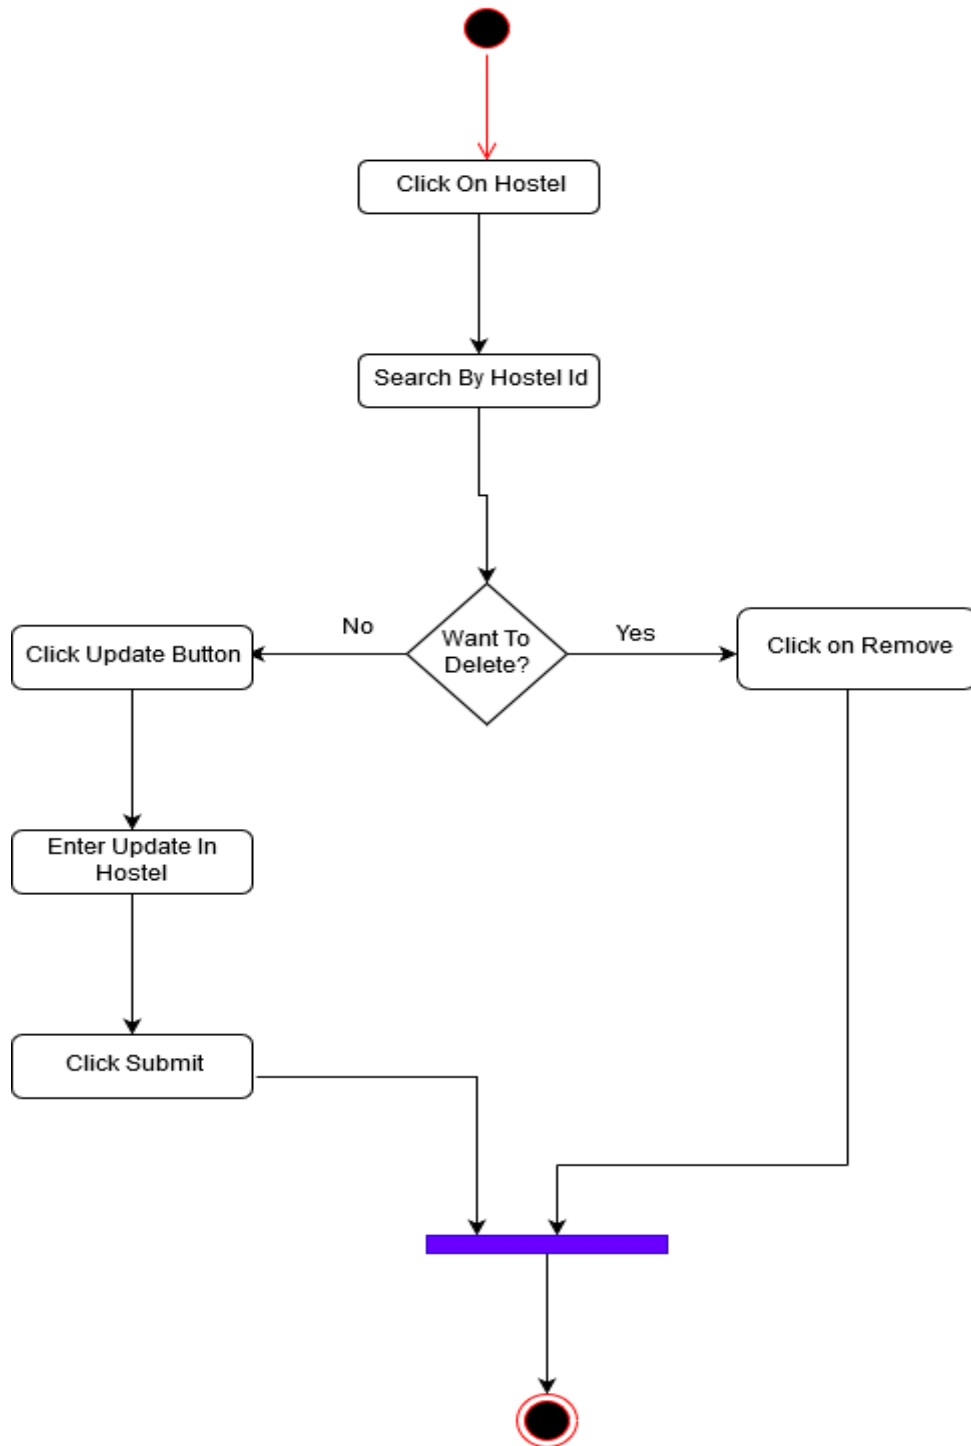 Click On Hostel
Search By Hostel Id
Want To
Delete?
No
Yes
Click Update Button
Click on Remove
Enter Update In
Hostel
Click Submit